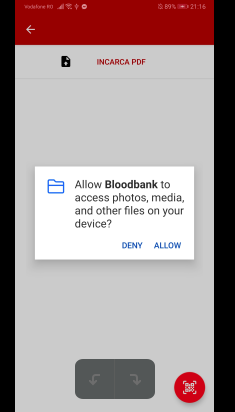 Vodafone RO 89% 21:16
INCARCA PDF
Allow Bloodbank to
access photos, media,
and other files on your
device?
DENY ALLOW